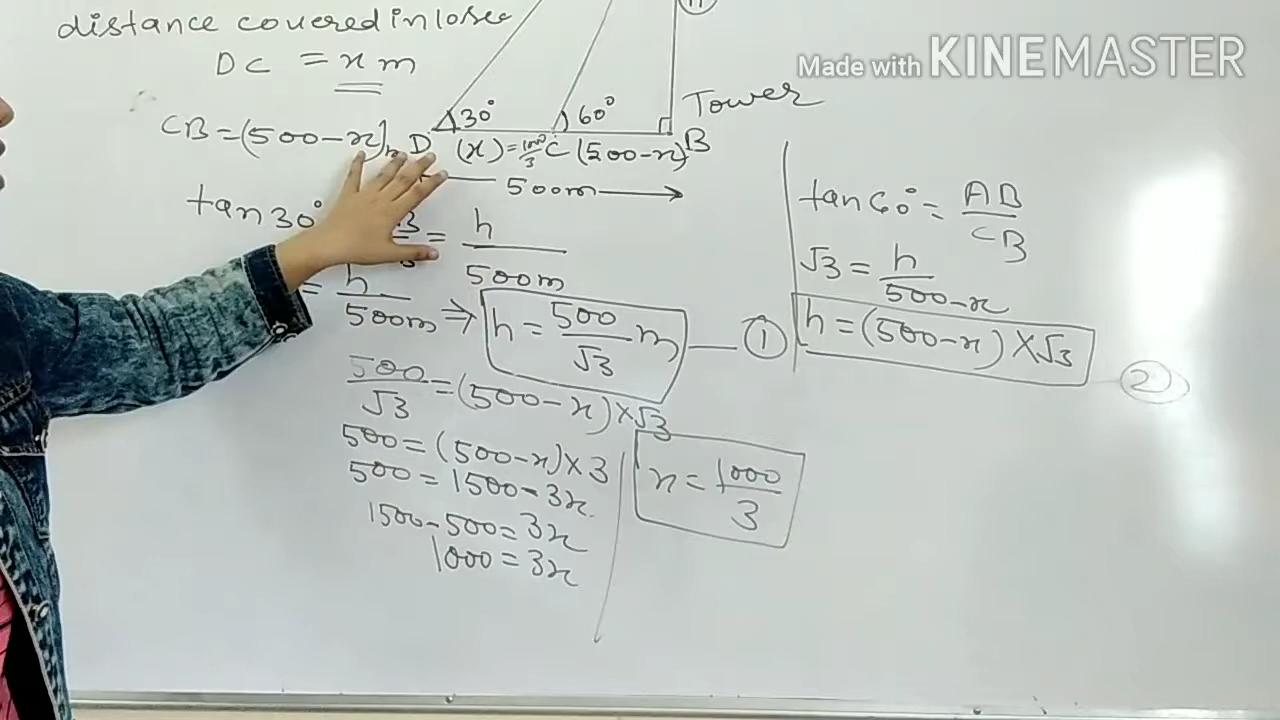 distance covered in 10 sec
DC = x m
CB = (500-x)
30°
60°
Tower
D (x) = 1000/3 C (500-x) B
500m
tan 30° = h/500m
= h/500m ⇒ h = 500/√3 m — ①
500/√3 = (500-x)×√3
500 = (500-x)×3
500 = 1500-3x
1500-500 = 3x
1000 = 3x
x = 1000/3
tan 60° = AB/CB
√3 = h/500-x
h = (500-x)×√3 — ②
Made with KINEMASTER